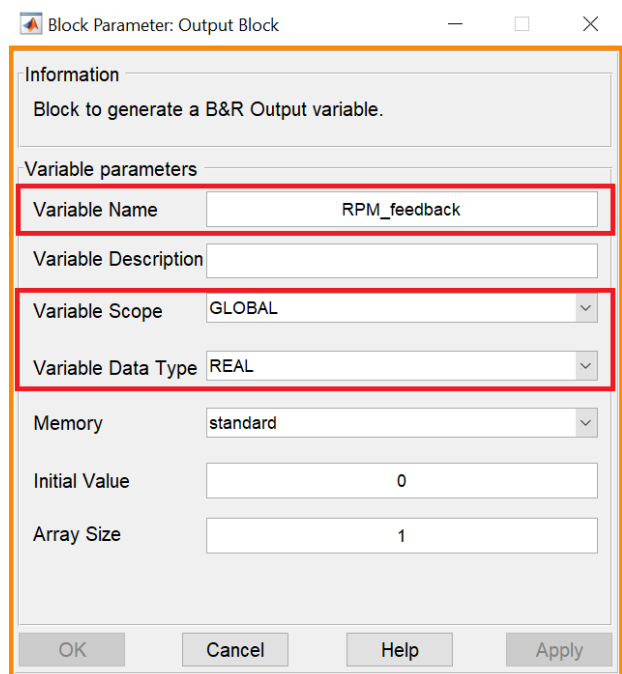 Block Parameter: Output Block
Information
Block to generate a B&R Output variable.
Variable parameters
Variable Name RPM_feedback
Variable Description
Variable Scope GLOBAL
Variable Data Type REAL
Memory standard
Initial Value 0
Array Size 1
OK Cancel Help Apply